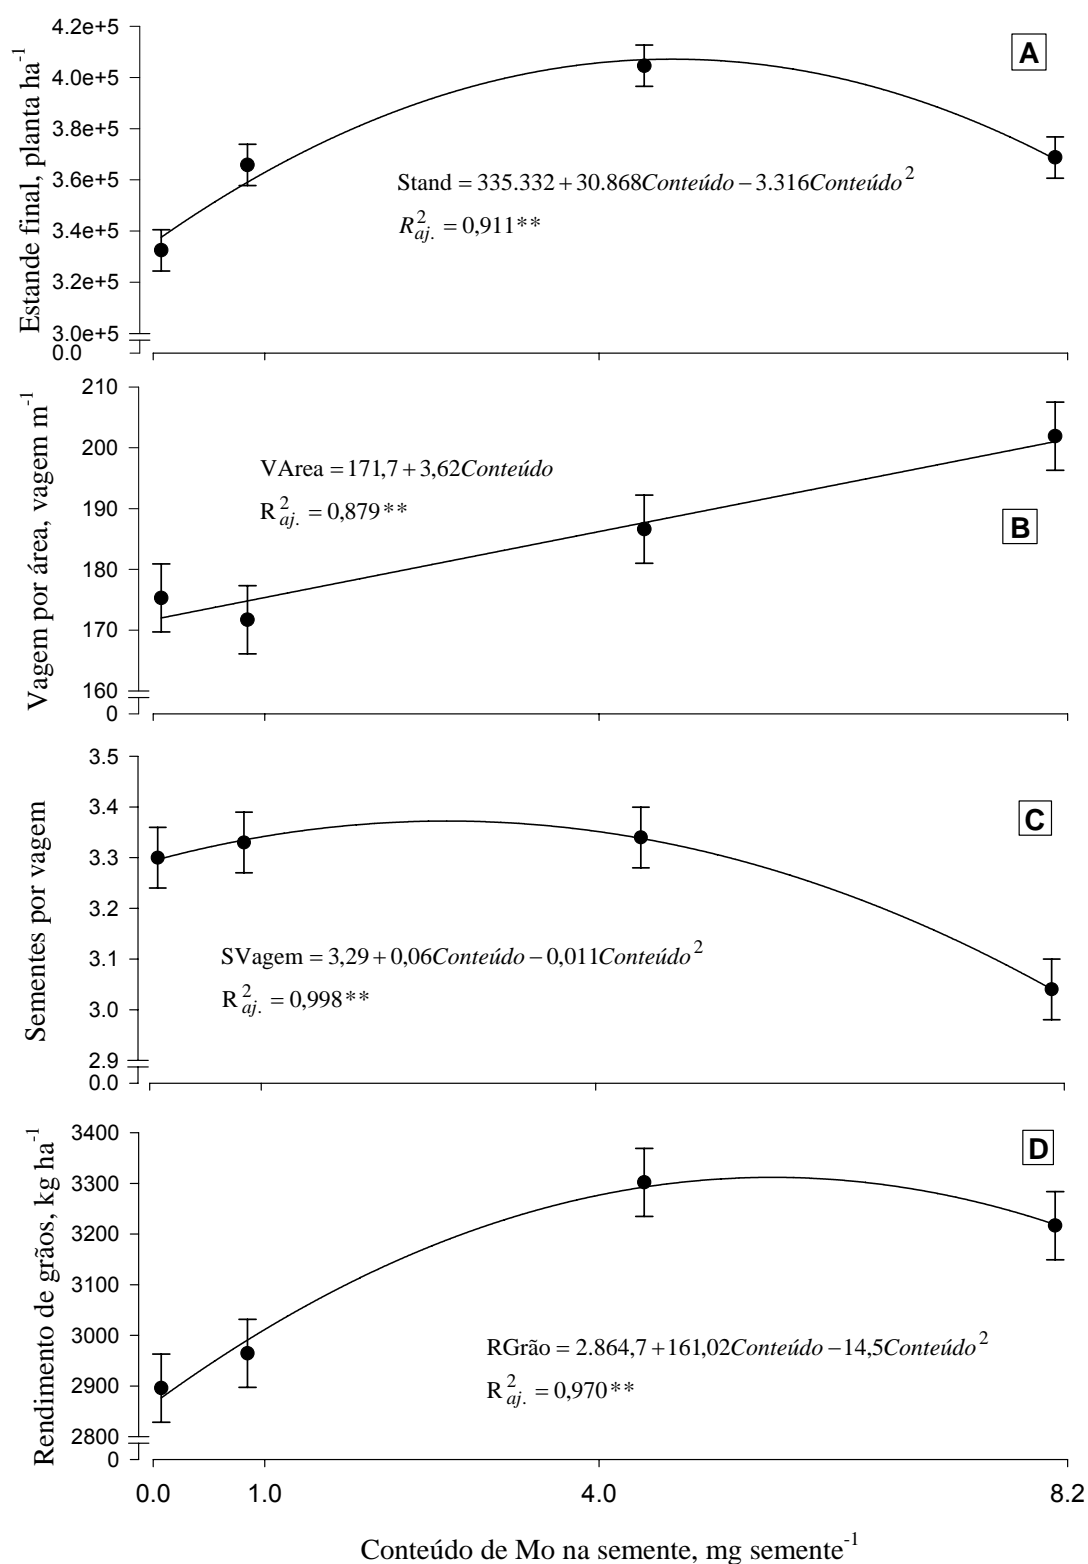 4.2e+5
4.0e+5
3.8e+5
3.6e+5
3.4e+5
3.2e+5
3.0e+5
0.0
Estande final, planta ha⁻¹
A
Stand = 335.332 + 30.868Conteúdo − 3.316Conteúdo²
R²aj. = 0,911**
210
200
190
180
170
160
0
Vagem por área, vagem m⁻¹
VArea = 171,7 + 3,62Conteúdo
R²aj. = 0,879**
B
3.5
3.4
3.3
3.2
3.1
3.0
2.9
0.0
Sementes por vagem
C
SVagem = 3,29 + 0,06Conteúdo − 0,011Conteúdo²
R²aj. = 0,998**
3400
3300
3200
3100
3000
2900
2800
0
Rendimento de grãos, kg ha⁻¹
D
RGrão = 2.864,7 + 161,02Conteúdo − 14,5Conteúdo²
R²aj. = 0,970**
0.0 1.0 4.0 8.2
Conteúdo de Mo na semente, mg semente⁻¹